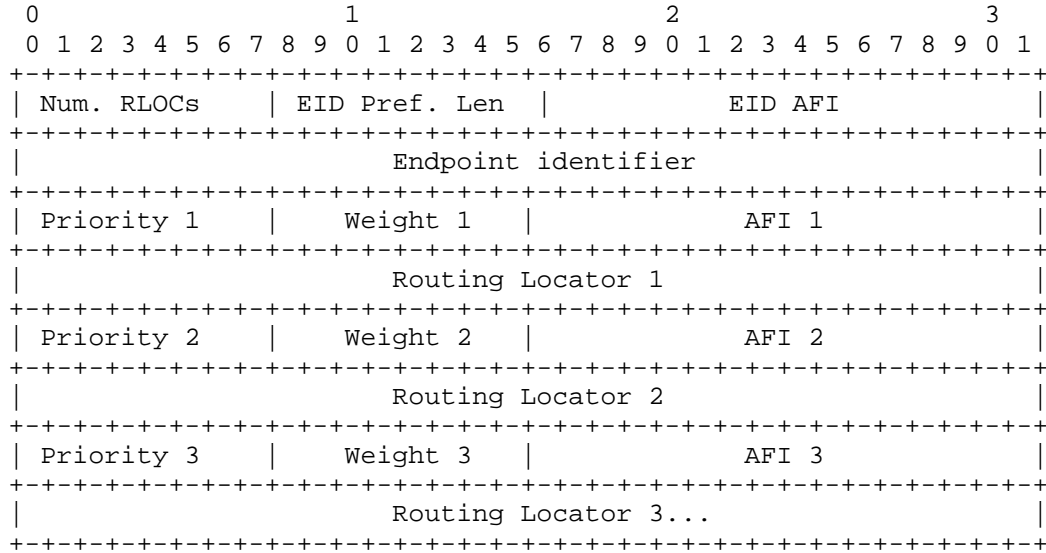 0                   1                   2                   3
 0 1 2 3 4 5 6 7 8 9 0 1 2 3 4 5 6 7 8 9 0 1 2 3 4 5 6 7 8 9 0 1
+-+-+-+-+-+-+-+-+-+-+-+-+-+-+-+-+-+-+-+-+-+-+-+-+-+-+-+-+-+-+-+-+
| Num. RLOCs    | EID Pref. Len  |           EID AFI            |
+-+-+-+-+-+-+-+-+-+-+-+-+-+-+-+-+-+-+-+-+-+-+-+-+-+-+-+-+-+-+-+-+
|                       Endpoint identifier                     |
+-+-+-+-+-+-+-+-+-+-+-+-+-+-+-+-+-+-+-+-+-+-+-+-+-+-+-+-+-+-+-+-+
| Priority 1    |    Weight 1   |             AFI 1             |
+-+-+-+-+-+-+-+-+-+-+-+-+-+-+-+-+-+-+-+-+-+-+-+-+-+-+-+-+-+-+-+-+
|                       Routing Locator 1                       |
+-+-+-+-+-+-+-+-+-+-+-+-+-+-+-+-+-+-+-+-+-+-+-+-+-+-+-+-+-+-+-+-+
| Priority 2    |    Weight 2   |             AFI 2             |
+-+-+-+-+-+-+-+-+-+-+-+-+-+-+-+-+-+-+-+-+-+-+-+-+-+-+-+-+-+-+-+-+
|                       Routing Locator 2                       |
+-+-+-+-+-+-+-+-+-+-+-+-+-+-+-+-+-+-+-+-+-+-+-+-+-+-+-+-+-+-+-+-+
| Priority 3    |    Weight 3   |             AFI 3             |
+-+-+-+-+-+-+-+-+-+-+-+-+-+-+-+-+-+-+-+-+-+-+-+-+-+-+-+-+-+-+-+-+
|                       Routing Locator 3...                    |
+-+-+-+-+-+-+-+-+-+-+-+-+-+-+-+-+-+-+-+-+-+-+-+-+-+-+-+-+-+-+-+-+